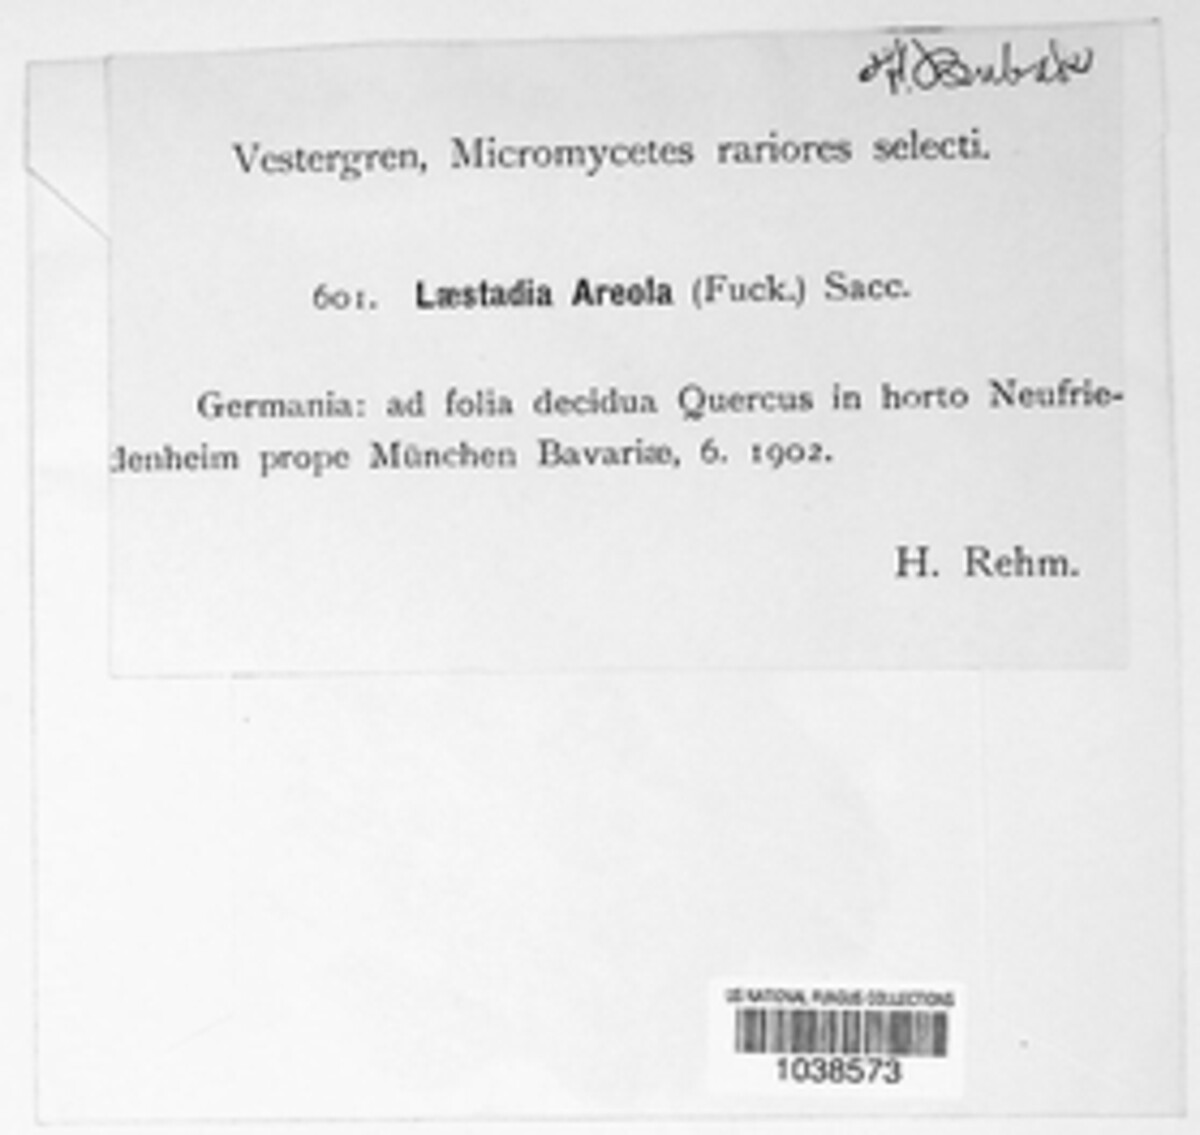 Vestergren, Micromycetes rariores selecti.
601. Læstadia Areola (Fuck.) Sacc.
Germania: ad folia decidua Quercus in horto Neufrie-
denheim prope München Bavariæ, 6. 1902.
H. Rehm.
US NATIONAL FUNGUS COLLECTIONS
1038573